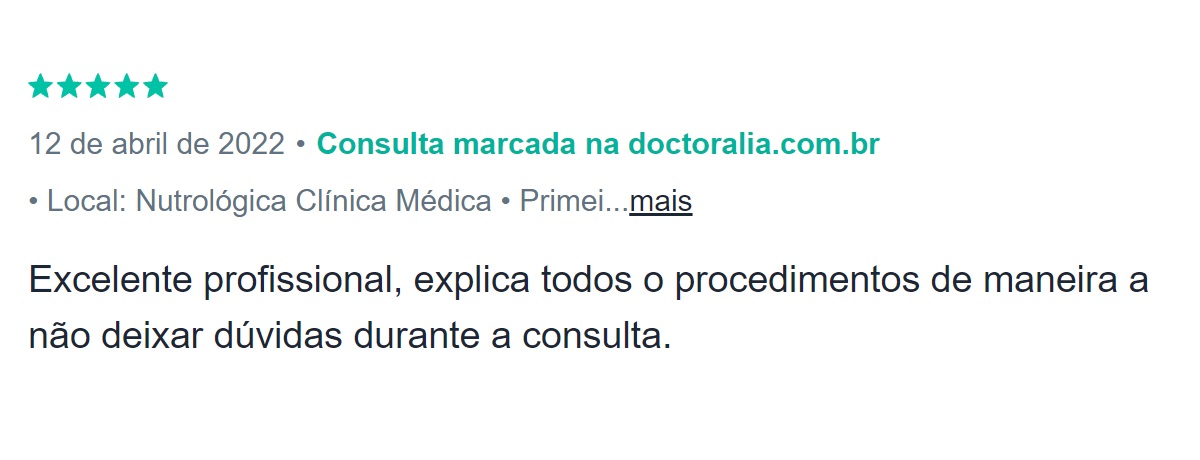 12 de abril de 2022 • Consulta marcada na doctoralia.com.br
• Local: Nutrológica Clínica Médica • Primei...mais
Excelente profissional, explica todos o procedimentos de maneira a
não deixar dúvidas durante a consulta.